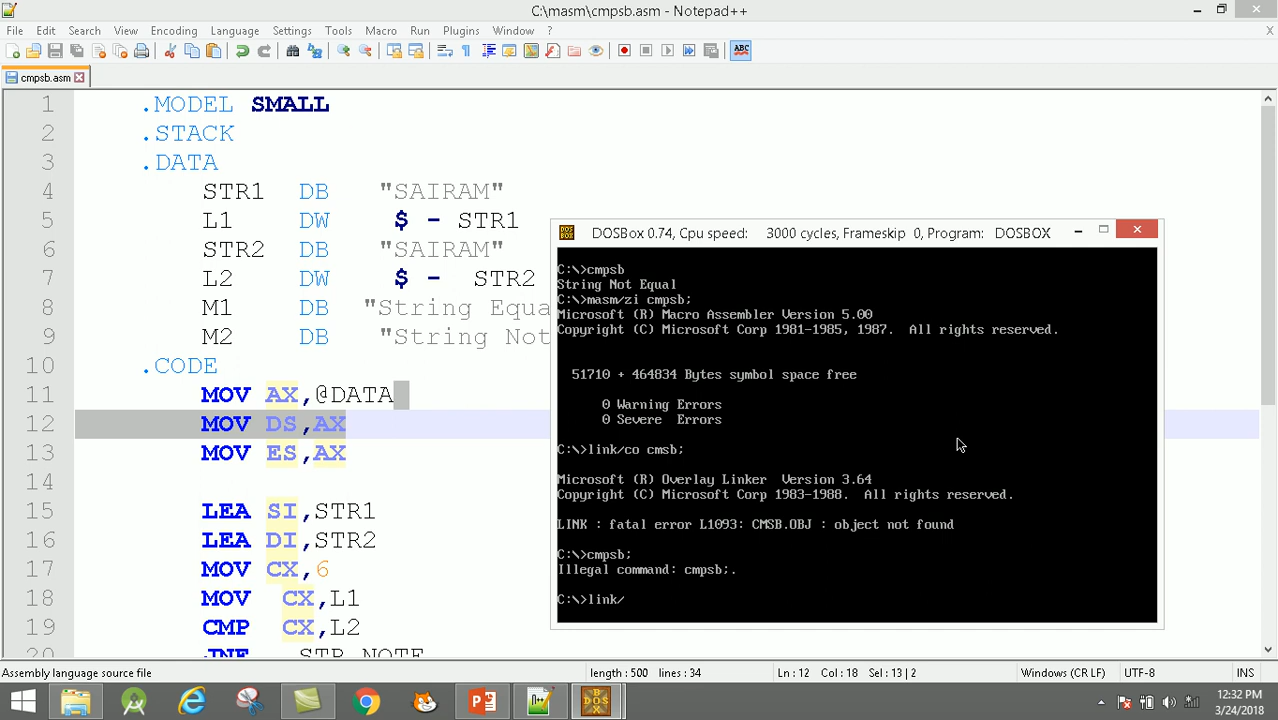 C:\masm\cmpsb.asm - Notepad++
File Edit Search View Encoding Language Settings Tools Macro Run Plugins Window ? X
ABC
cmpsb.asm
1 .MODEL SMALL
2 .STACK
3 .DATA
4 STR1 DB "SAIRAM"
5 L1 DW $ - STR1
6 STR2 DB "SAIRAM"
7 L2 DW $ - STR2
8 M1 DB "String Equa
9 M2 DB "String Not
10 .CODE
11 MOV AX,@DATA
12 MOV DS,AX
13 MOV ES,AX
14
15 LEA SI,STR1
16 LEA DI,STR2
17 MOV CX,6
18 MOV CX,L1
19 CMP CX,L2
20 JNE STR_NOTE
DOSBox 0.74, Cpu speed: 3000 cycles, Frameskip 0, Program: DOSBOX
C:\>cmpsb
String Not Equal
C:\>masm/zi cmpsb;
Microsoft (R) Macro Assembler Version 5.00
Copyright (C) Microsoft Corp 1981-1985, 1987. All rights reserved.
51710 + 464834 Bytes symbol space free
0 Warning Errors
0 Severe Errors
C:\>link/co cmsb;
Microsoft (R) Overlay Linker Version 3.64
Copyright (C) Microsoft Corp 1983-1988. All rights reserved.
LINK : fatal error L1093: CMSB.OBJ : object not found
C:\>cmpsb;
Illegal command: cmpsb;.
C:\>link/
Assembly language source file length : 500 lines : 34 Ln : 12 Col : 18 Sel : 13 | 2 Windows (CR LF) UTF-8 INS
12:32 PM
3/24/2018